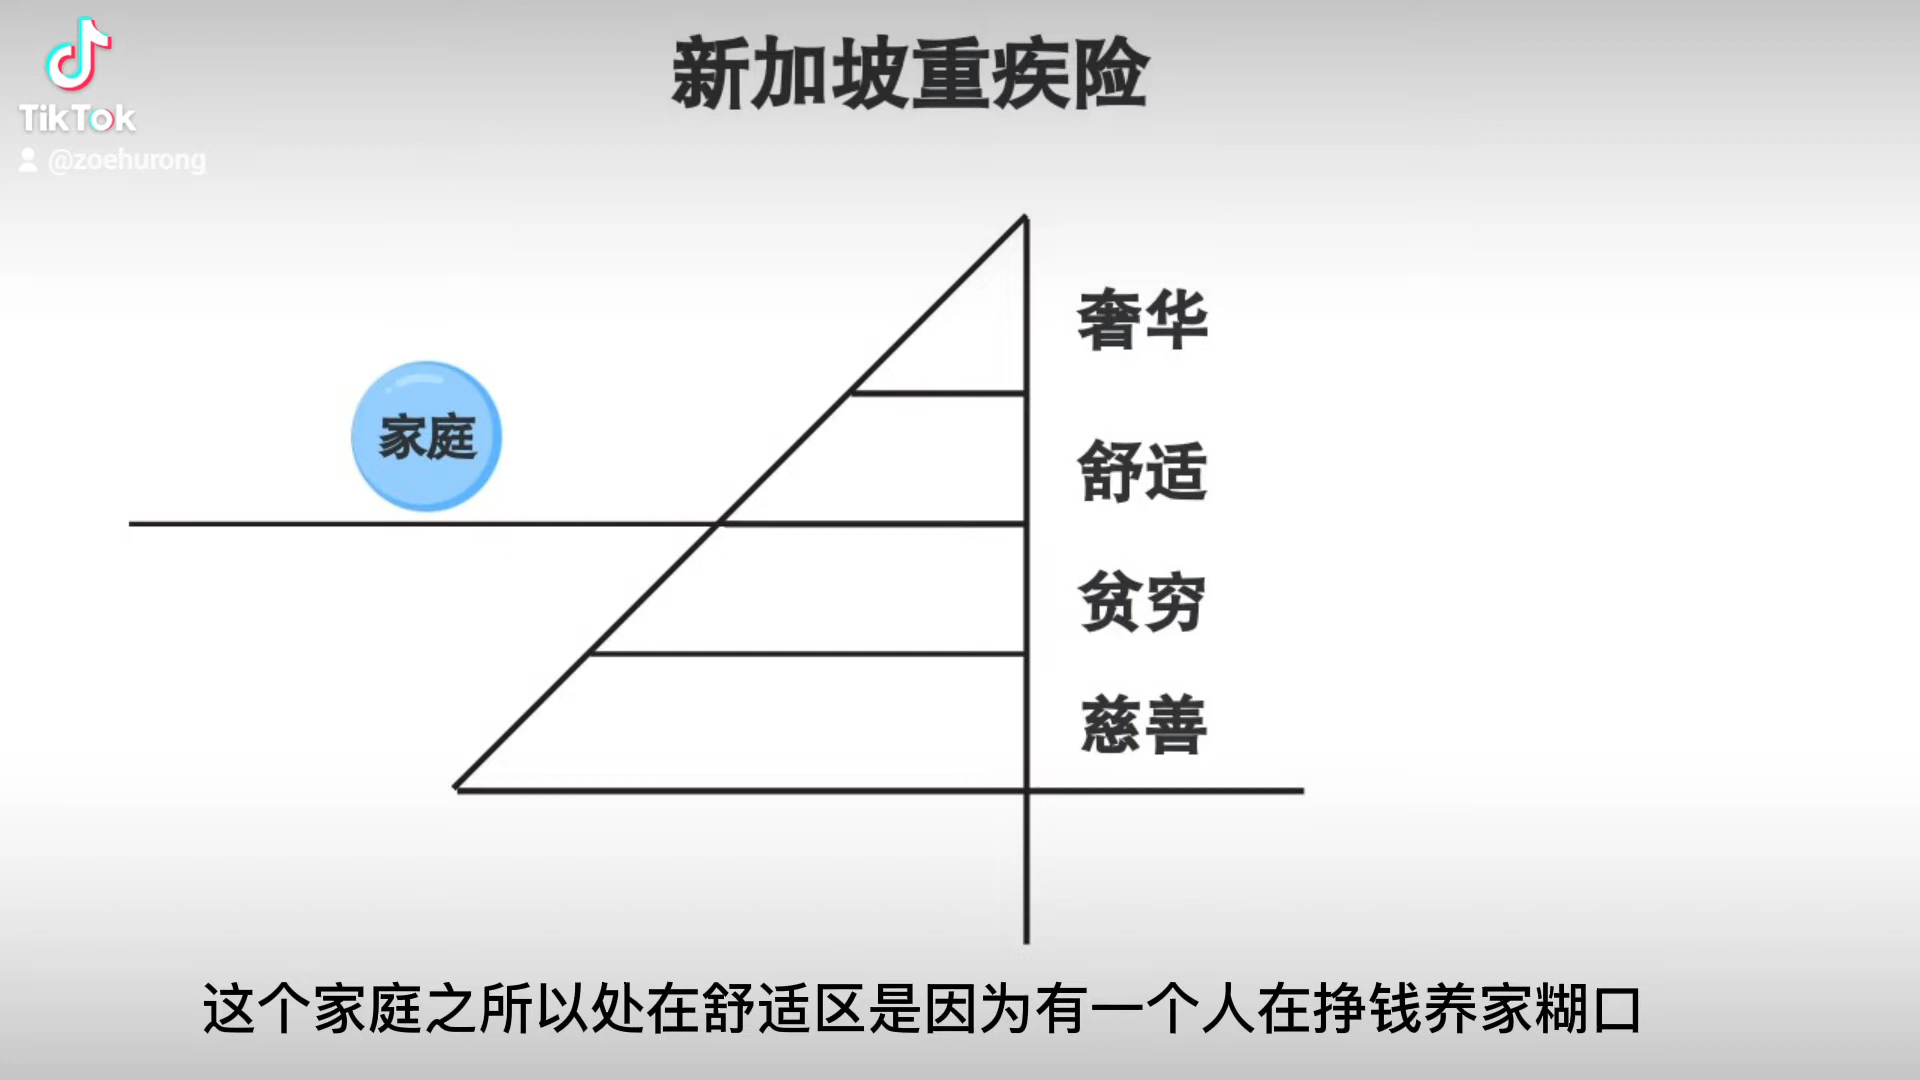 新加坡重疾险
TikTok
@zoehurong
奢华
家庭
舒适
贫穷
慈善
这个家庭之所以处在舒适区是因为有一个人在挣钱养家糊口